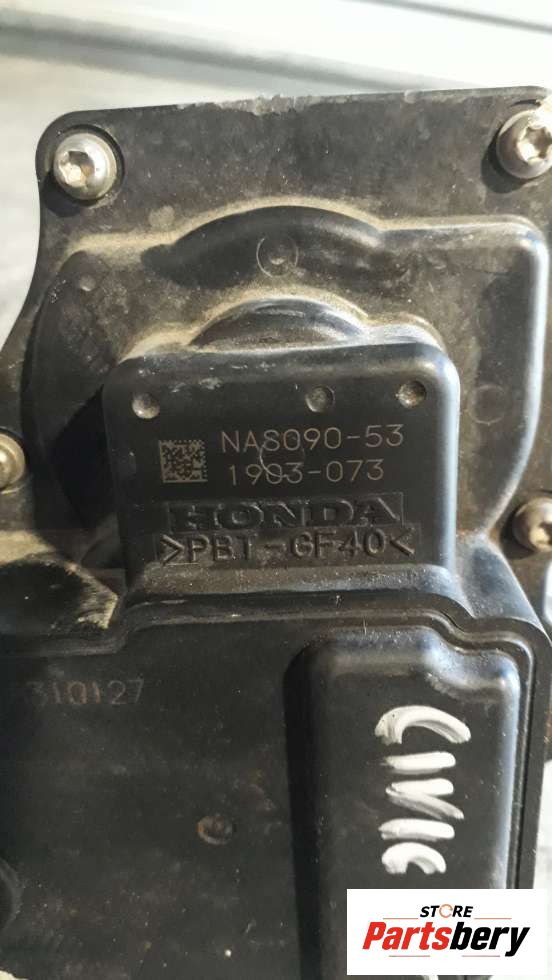 NA8090-53
1903-073
HONDA
>PBT-GF40<
310127
CIVIC
STORE
Partsbery